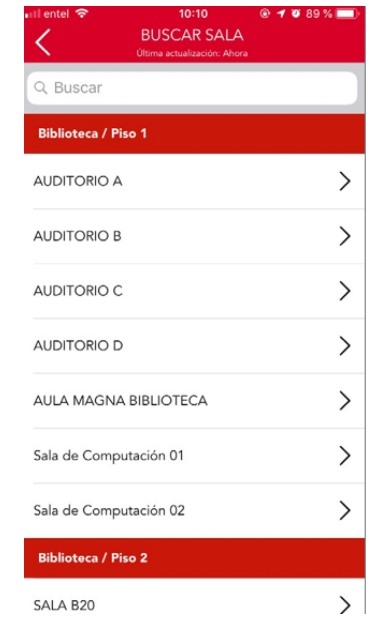 entel 10:10 89 %
BUSCAR SALA
Última actualización: Ahora
Buscar
Biblioteca / Piso 1
AUDITORIO A
AUDITORIO B
AUDITORIO C
AUDITORIO D
AULA MAGNA BIBLIOTECA
Sala de Computación 01
Sala de Computación 02
Biblioteca / Piso 2
SALA B20